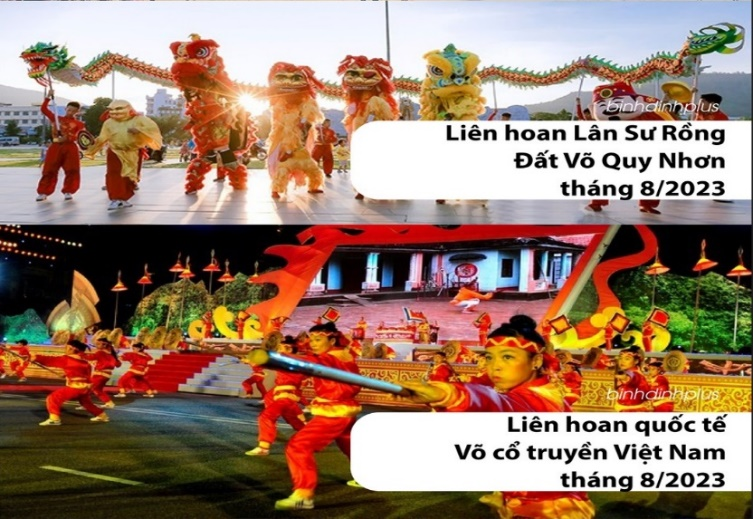 binhdinhplus
Liên hoan Lân Sư Rồng
Đất Võ Quy Nhơn
tháng 8/2023
binhdinhplus
Liên hoan quốc tế
Võ cổ truyền Việt Nam
tháng 8/2023